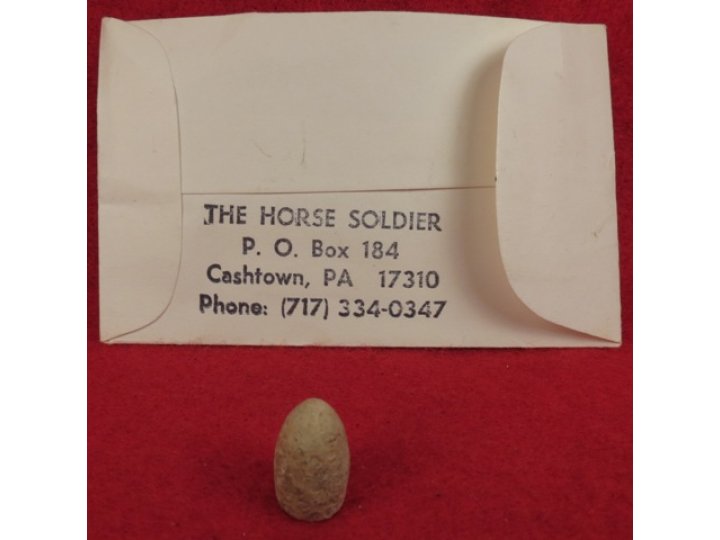 THE HORSE SOLDIER
P. O. Box 184
Cashtown, PA 17310
Phone: (717) 334-0347